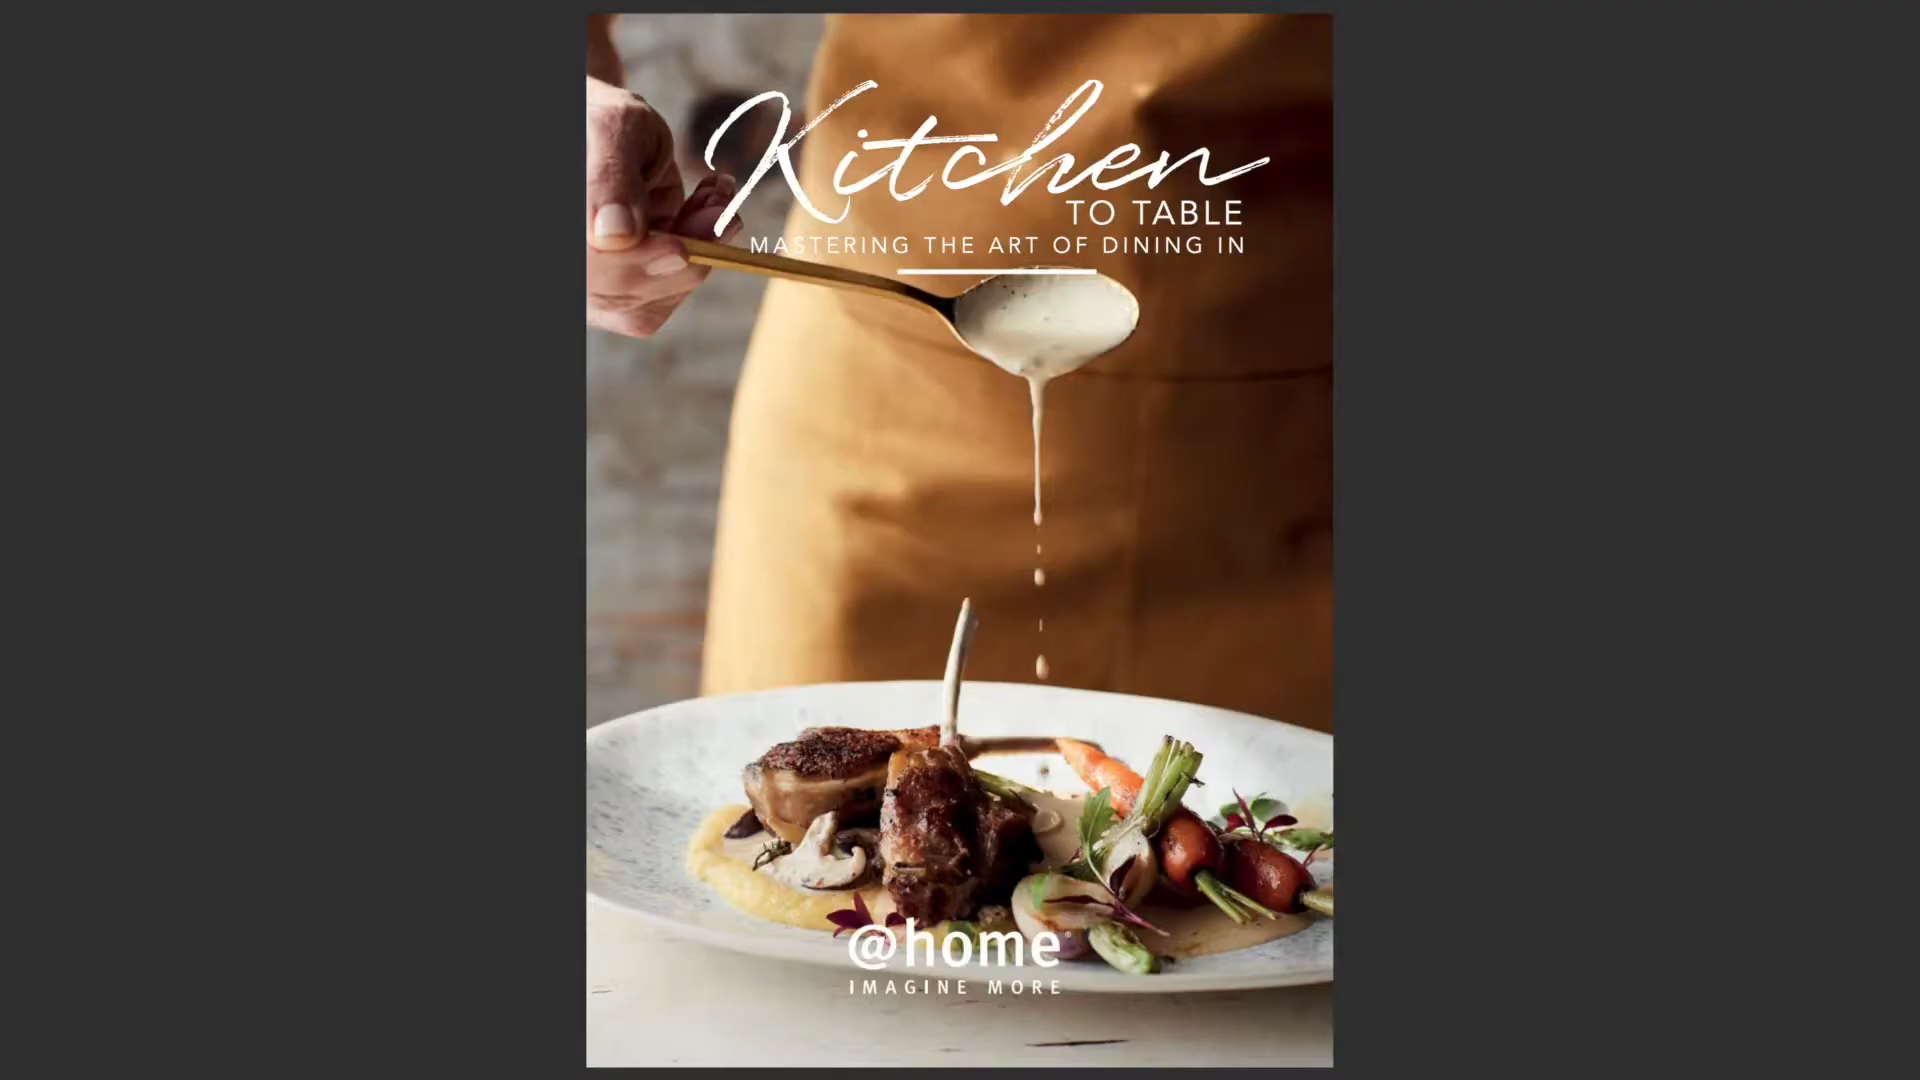 Kitchen
TO TABLE
MASTERING THE ART OF DINING IN
@home®
IMAGINE MORE